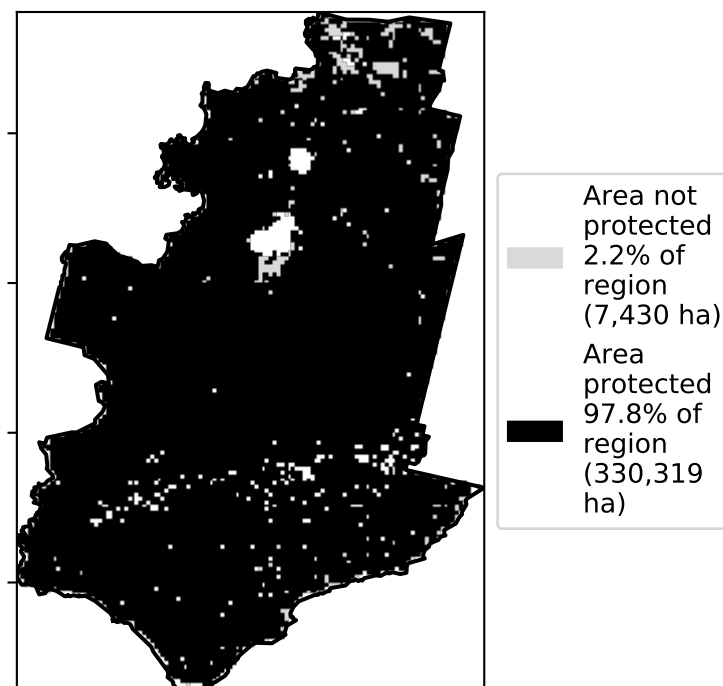 Area not
protected
2.2% of
region
(7,430 ha)
Area
protected
97.8% of
region
(330,319
ha)